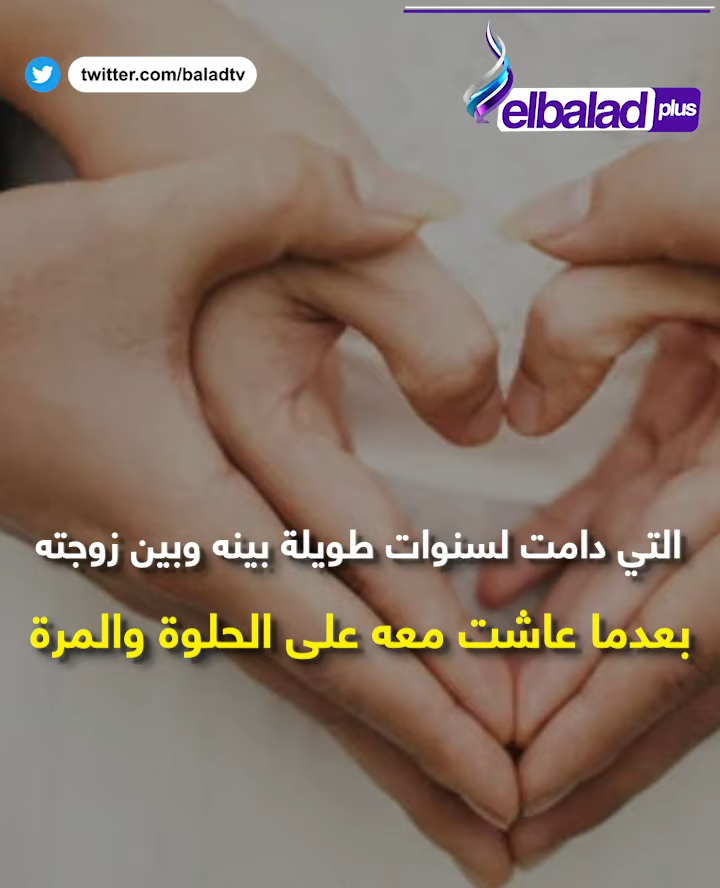 twitter.com/baladtv
elbalad plus
التي دامت لسنوات طويلة بينه وبين زوجته
بعدما عاشت معه على الحلوة والمرة